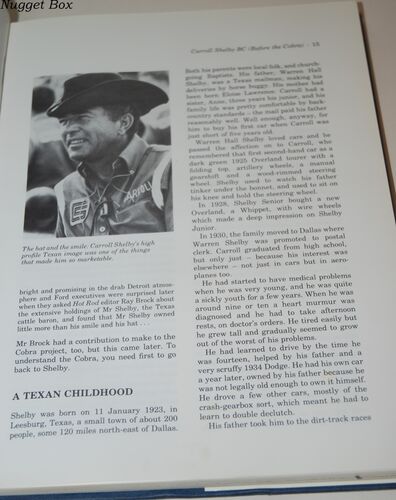 Nugget Box
Carroll Shelby BC (Before the Cobra) · 15
The hat and the smile. Carroll Shelby's high
profile Texan image was one of the things
that made him so marketable.
bright and promising in the drab Detroit atmos-
phere and Ford executives were surprised later
when they asked Hot Rod editor Ray Brock about
the extensive holdings of Mr Shelby, the Texas
cattle baron, and found that Mr Shelby owned
little more than his smile and his hat . . .
Mr Brock had a contribution to make to the
Cobra project, too, but this came later. To
understand the Cobra, you need first to go
back to Shelby.
A TEXAN CHILDHOOD
Shelby was born on 11 January 1923, in
Leesburg, Texas, a small town of about 200
people, some 120 miles north-east of Dallas.
Both his parents were local folk, and church-
going Baptists. His father, Warren Hall
Shelby, was a Texas mailman, making his
deliveries by horse buggy. His mother had
been born Eloise Lawrence. Carroll had a
sister, Anne, three years his junior, and his
family life was pretty comfortable by back-
country standards – the mail paid his father
reasonably well. Well enough, anyway, for
him to buy his first car when Carroll was
just short of five years old.
Warren Hall Shelby loved cars and he
passed the affection on to Carroll, who
remembered that first second-hand car as a
dark green 1925 Overland tourer with a
folding top, artillery wheels, a manual
gearshift and a wood-rimmed steering
wheel. Shelby used to watch his father
tinker under the bonnet, and used to sit on
his knee and hold the steering wheel.
In 1928, Shelby Senior bought a new
Overland, a Whippet, with wire wheels
which made a deep impression on Shelby
Junior.
In 1930, the family moved to Dallas where
Warren Shelby was promoted to postal
clerk. Carroll graduated from high school,
but only just – because his interest was
elsewhere – not just in cars but in aero-
planes too.
He had started to have medical problems
when he was very young, and he was quite
a sickly youth for a few years. When he was
around nine or ten a heart murmur was
diagnosed and he had to take afternoon
rests, on doctor's orders. He tired easily but
he grew tall and gradually seemed to grow
out of the worst of his problems.
He had learned to drive by the time he
was fourteen, helped by his father and a
very scruffy 1934 Dodge. He had his own car
a year later, owned by his father because he
was not legally old enough to own it himself.
He drove a few other cars, mostly of the
crash-gearbox sort, which meant he had to
learn to double declutch.
His father took him to the dirt-track races